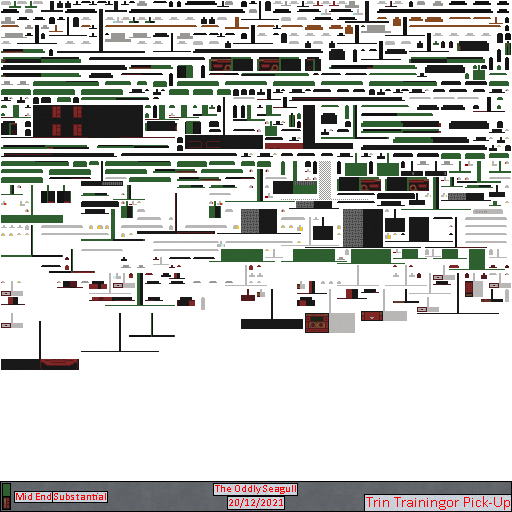 The Oddly Seagull
Mid End Substantial
20/12/2021
Trin Trainingor Pick-Up